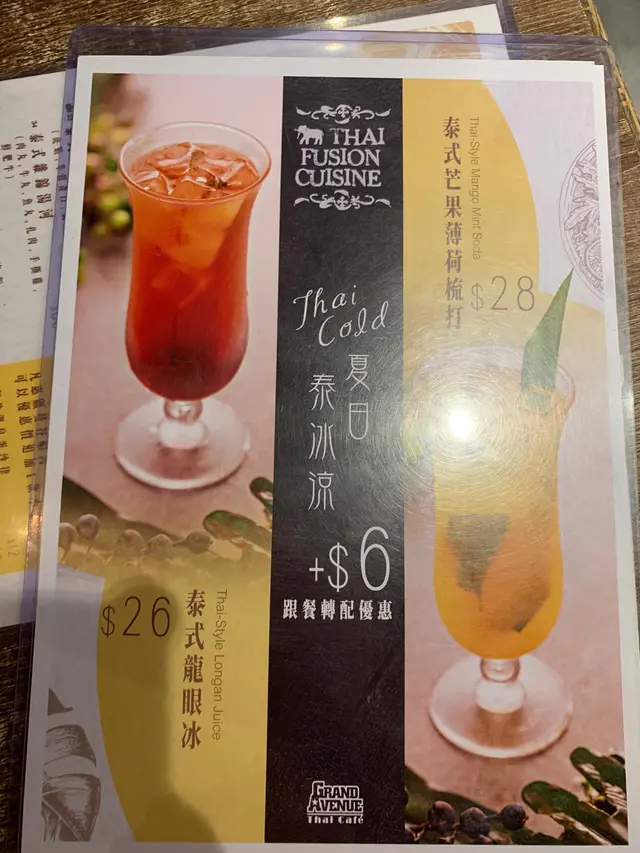 THAI
FUSION
CUISINE
Thai
Cold
夏日
泰冰涼
+$6
跟餐轉配優惠
Thai-Style Mango Mint Soda
泰式芒果薄荷梳打
$28
$26
泰式龍眼冰
Thai-Style Longan Juice
GRAND
AVENUE
Thai Café